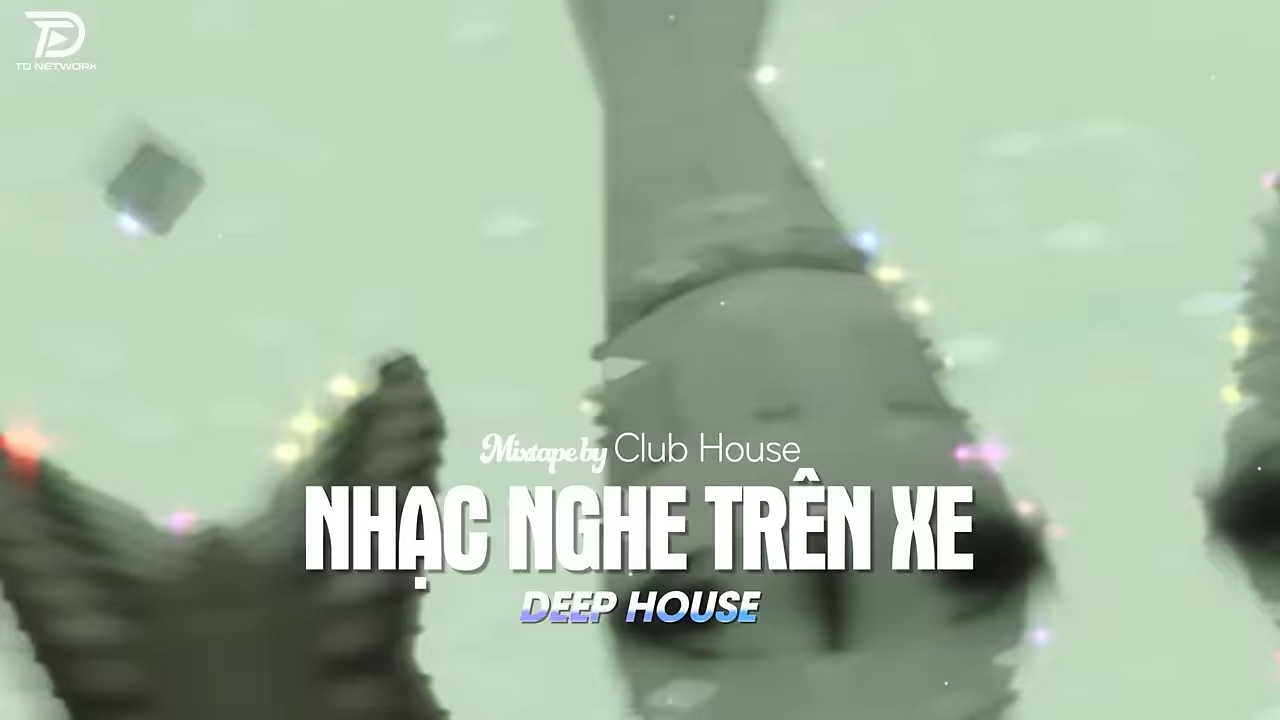 TD NETWORK
Mixtape by Club House
NHẠC NGHE TRÊN XE
DEEP HOUSE